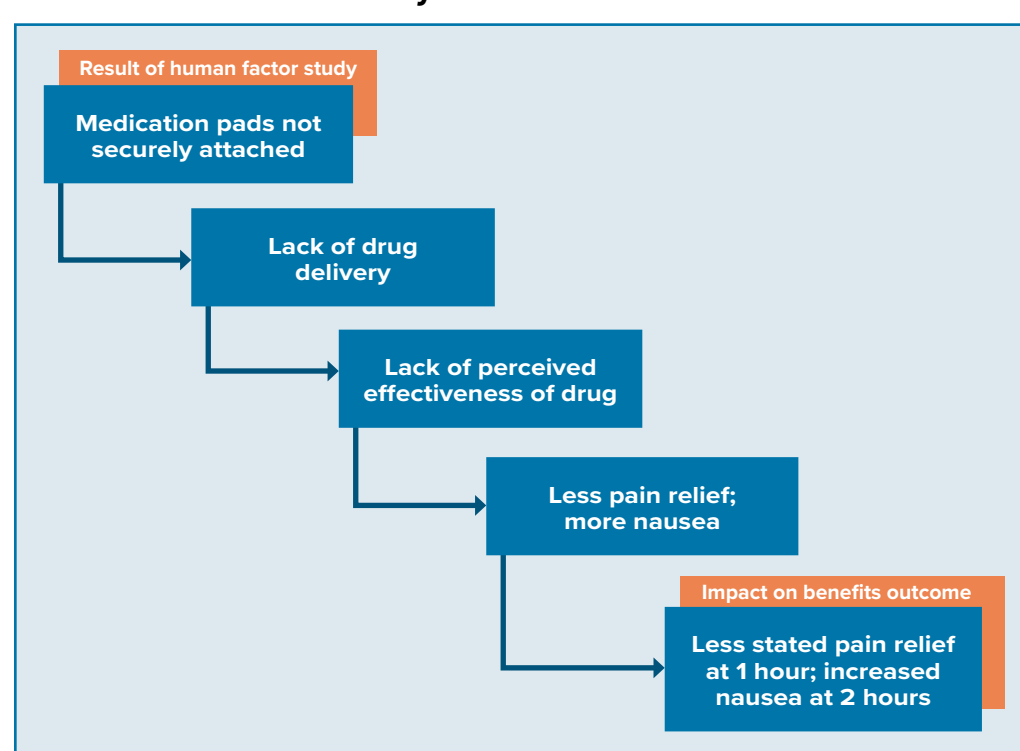 Result of human factor study
Medication pads not
securely attached
Lack of drug
delivery
Lack of perceived
effectiveness of drug
Less pain relief;
more nausea
Impact on benefits outcome
Less stated pain relief
at 1 hour; increased
nausea at 2 hours